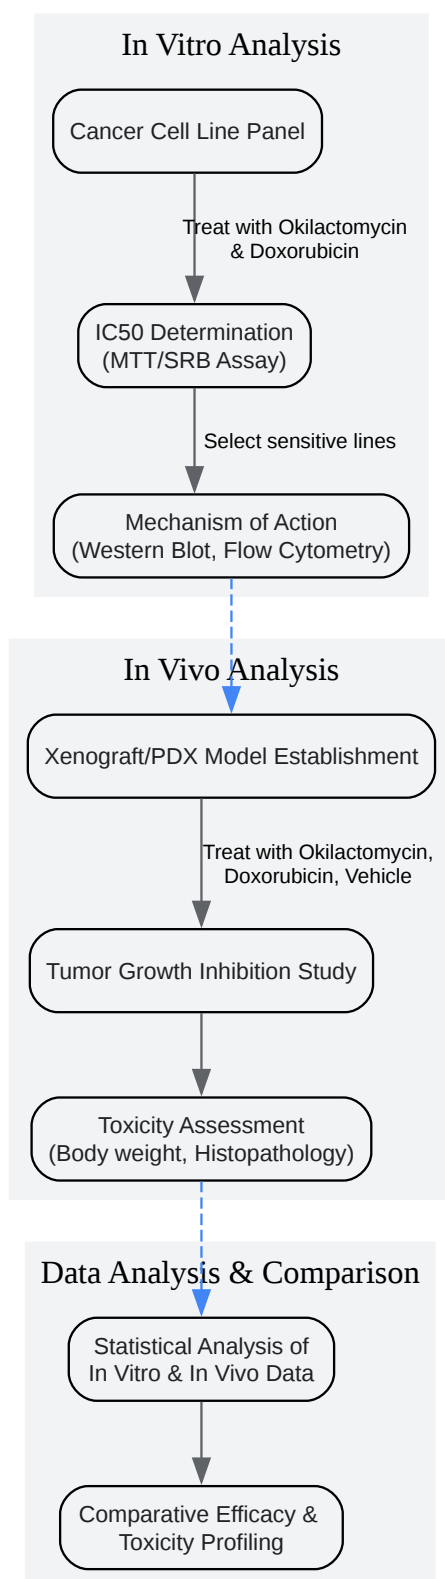 In Vitro Analysis
Cancer Cell Line Panel
Treat with Okilactomycin
& Doxorubicin
IC50 Determination
(MTT/SRB Assay)
Select sensitive lines
Mechanism of Action
(Western Blot, Flow Cytometry)
In Vivo Analysis
Xenograft/PDX Model Establishment
Treat with Okilactomycin,
Doxorubicin, Vehicle
Tumor Growth Inhibition Study
Toxicity Assessment
(Body weight, Histopathology)
Data Analysis & Comparison
Statistical Analysis of
In Vitro & In Vivo Data
Comparative Efficacy &
Toxicity Profiling